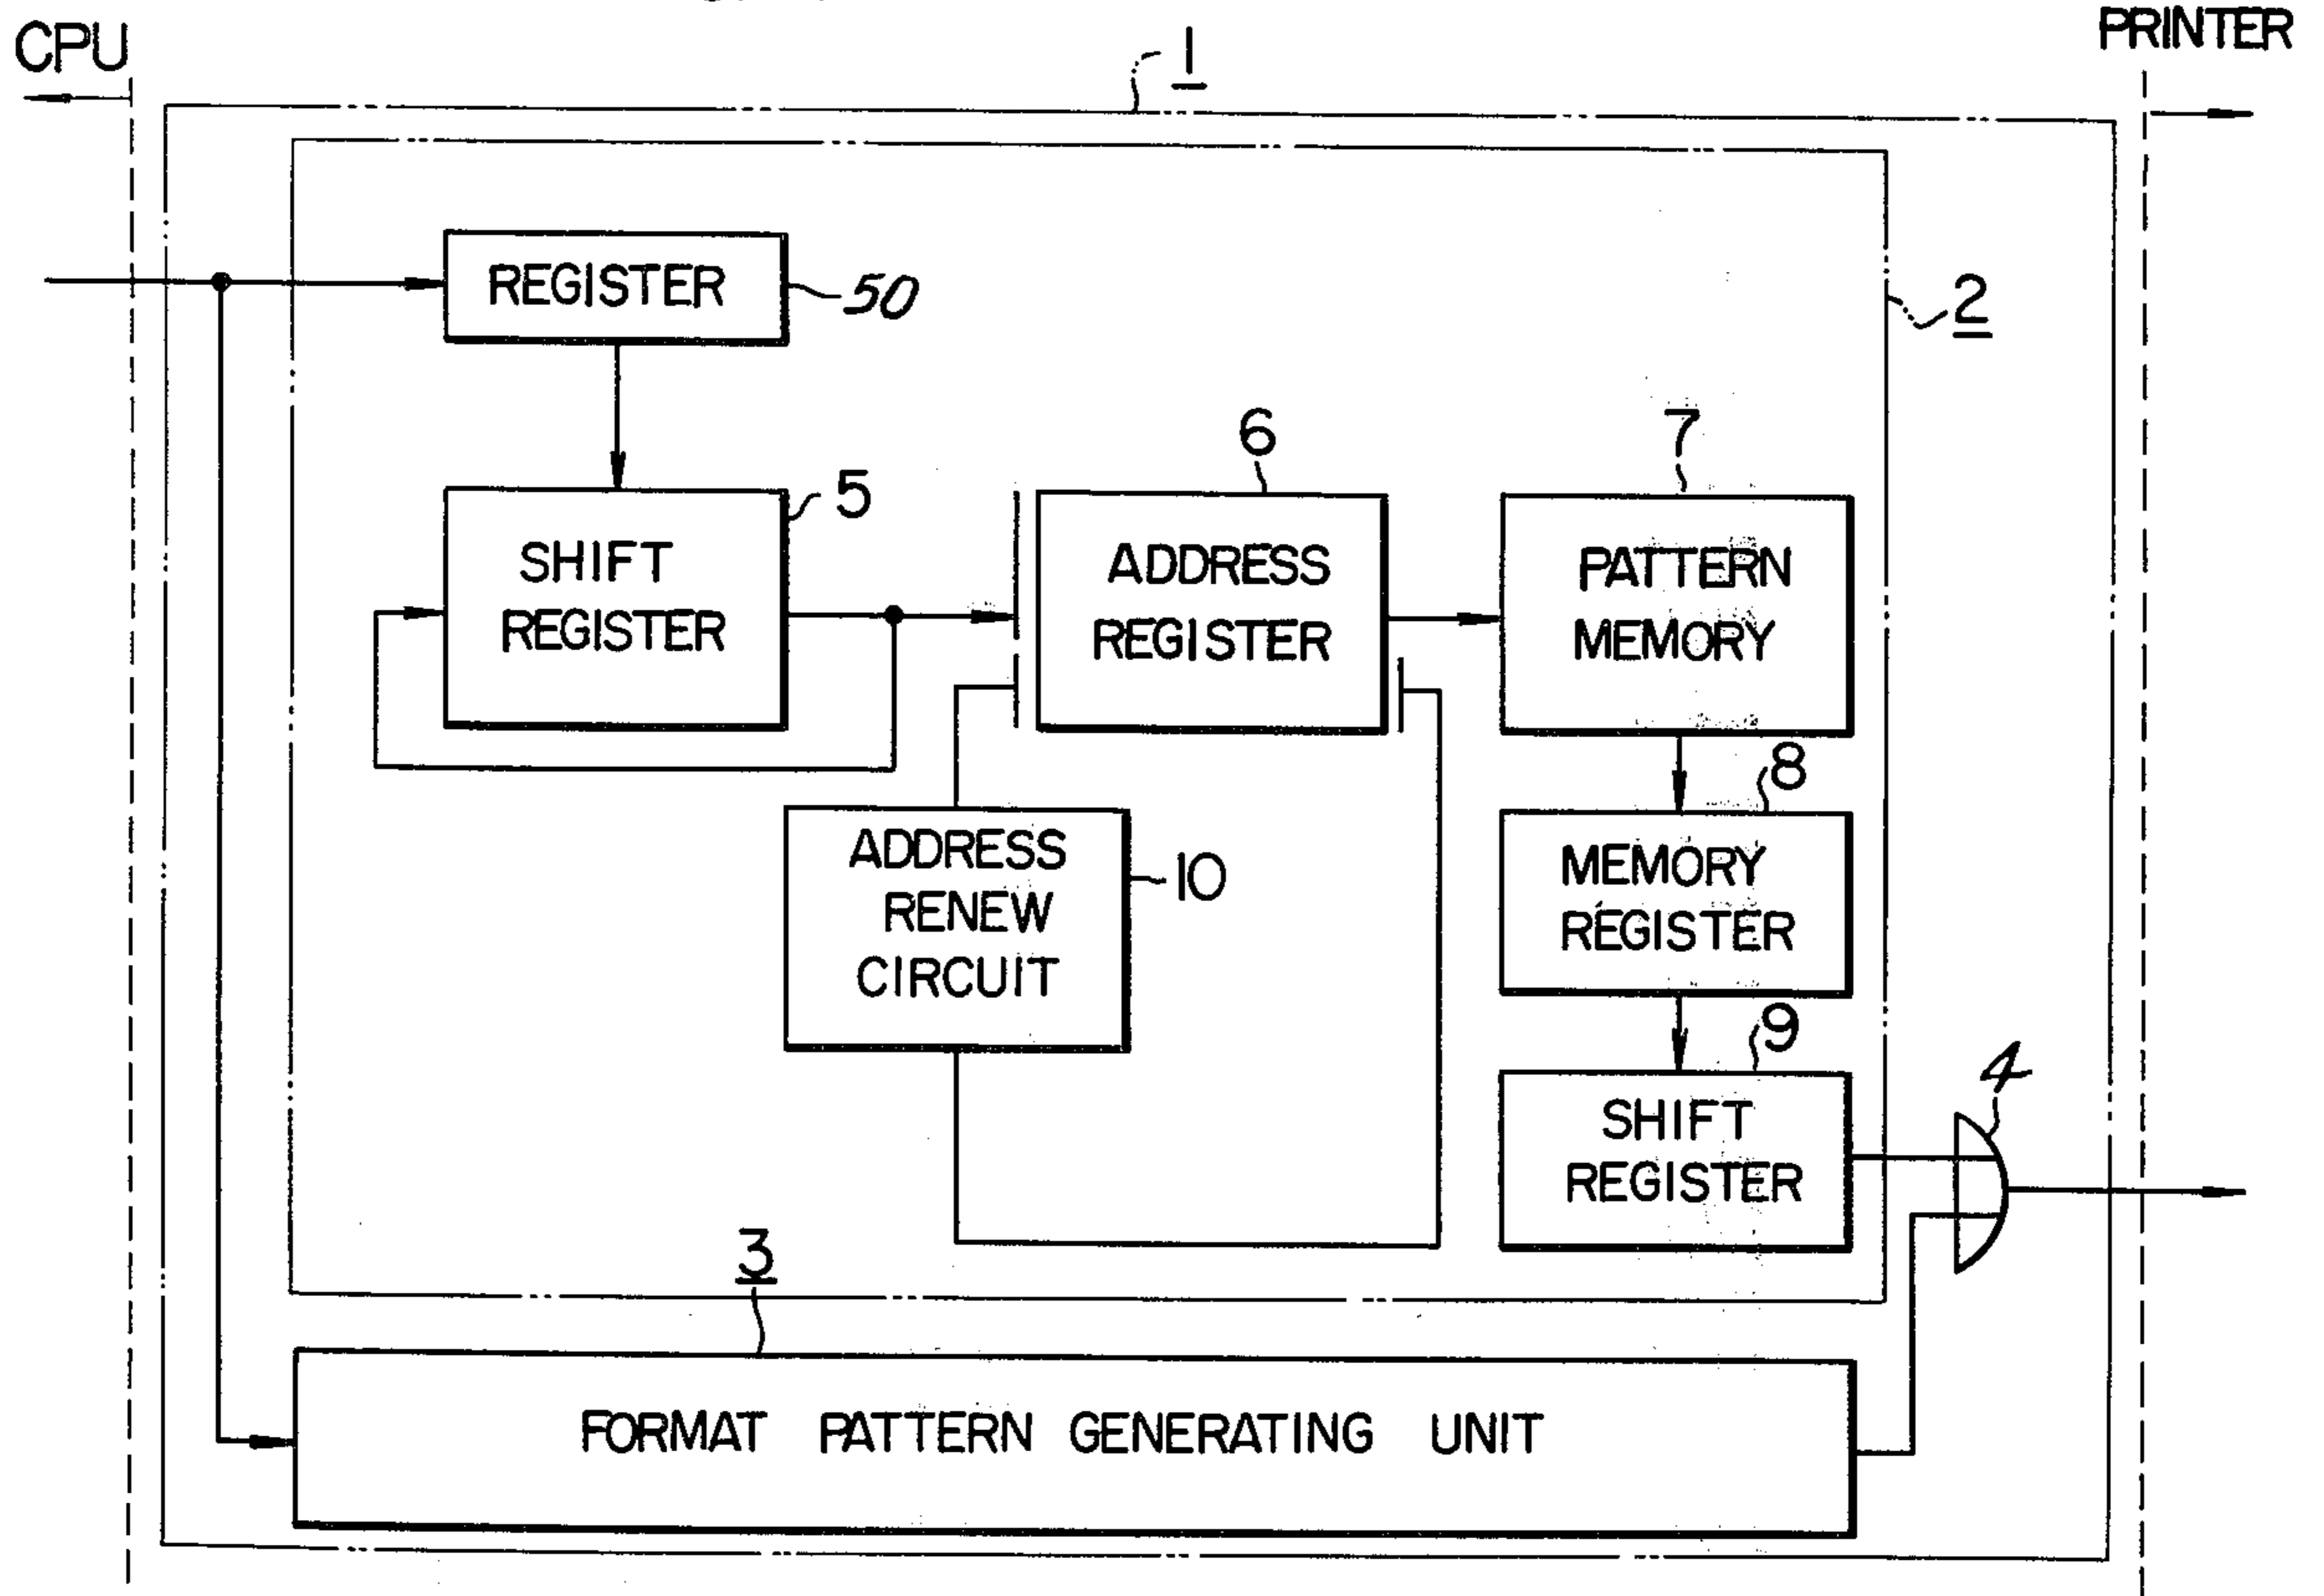 CPU
PRINTER
1
REGISTER
50
2
SHIFT
REGISTER
5
6
ADDRESS
REGISTER
7
PATTERN
MEMORY
ADDRESS
RENEW
CIRCUIT
10
8
MEMORY
REGISTER
9
SHIFT
REGISTER
4
3
FORMAT PATTERN GENERATING UNIT